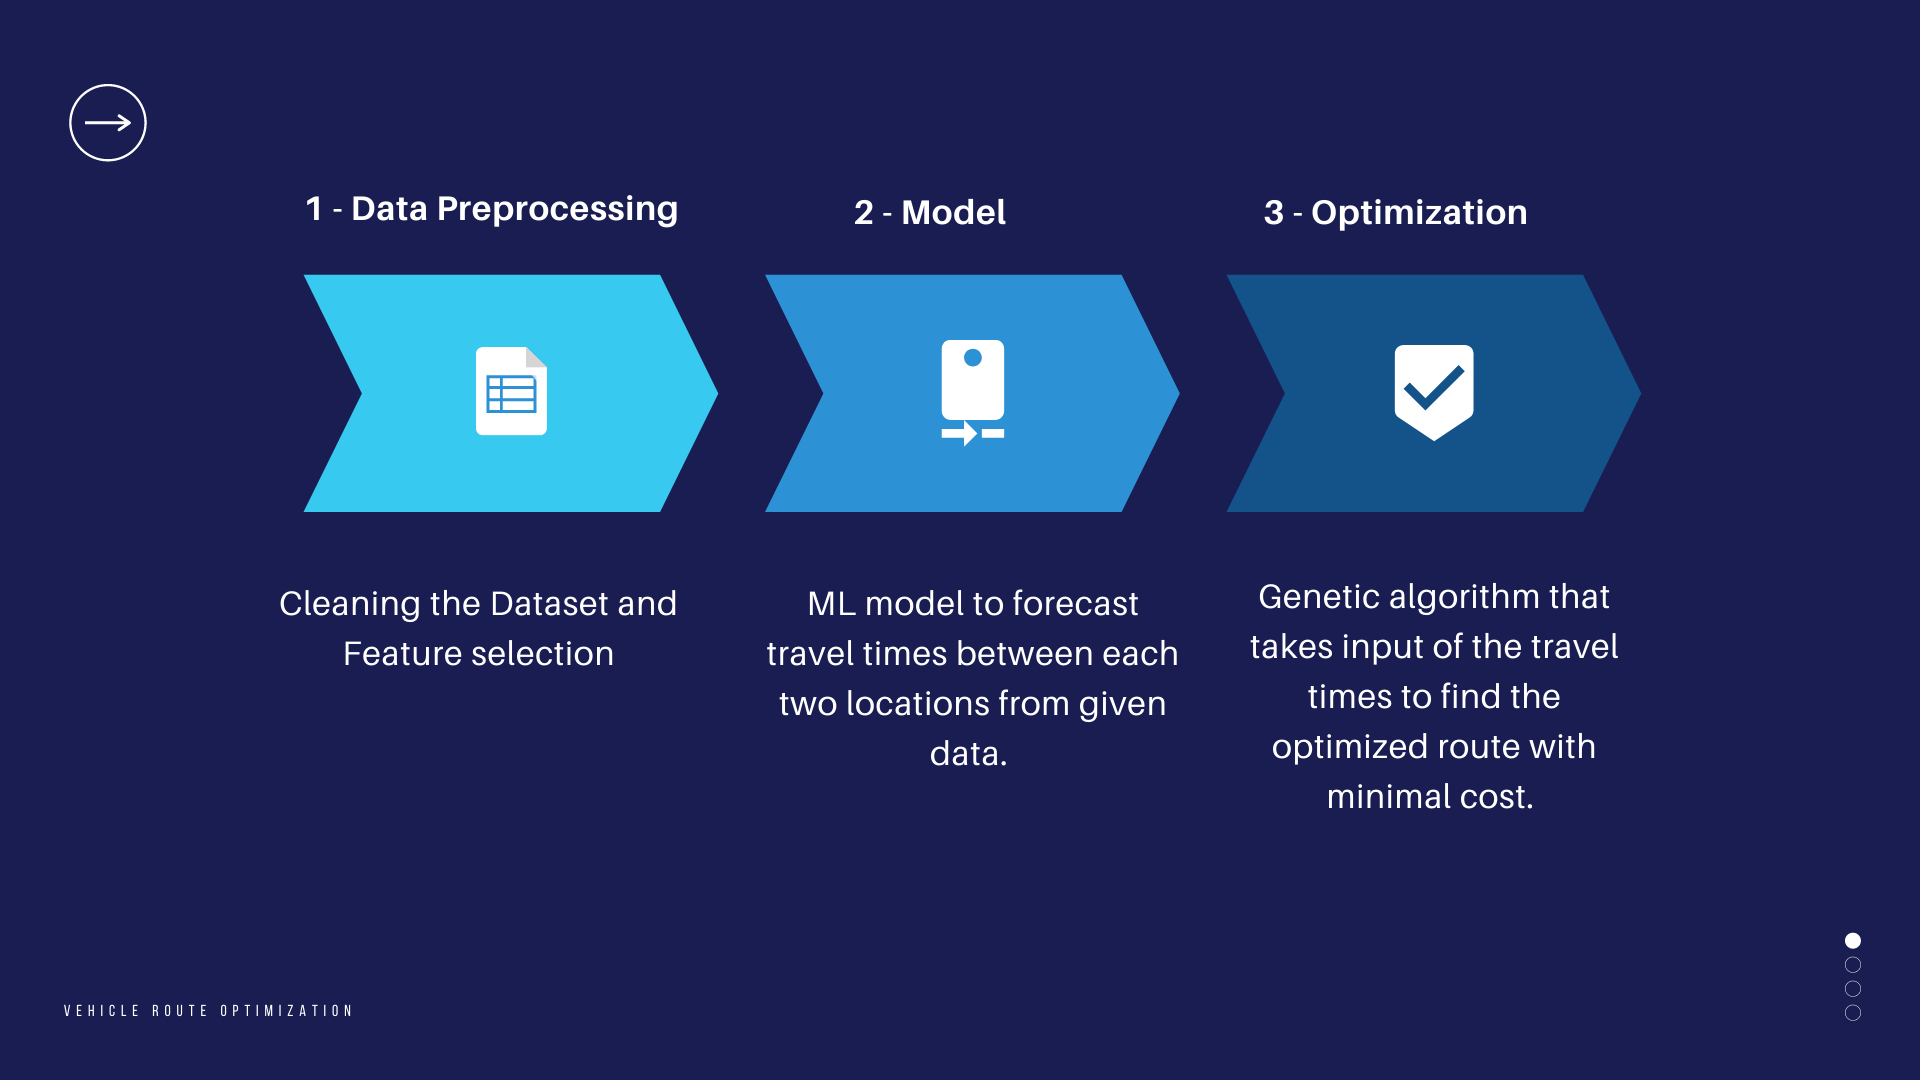 1 - Data Preprocessing
2 - Model
3 - Optimization
Cleaning the Dataset and
Feature selection
ML model to forecast
travel times between each
two locations from given
data.
Genetic algorithm that
takes input of the travel
times to find the
optimized route with
minimal cost.
VEHICLE ROUTE OPTIMIZATION